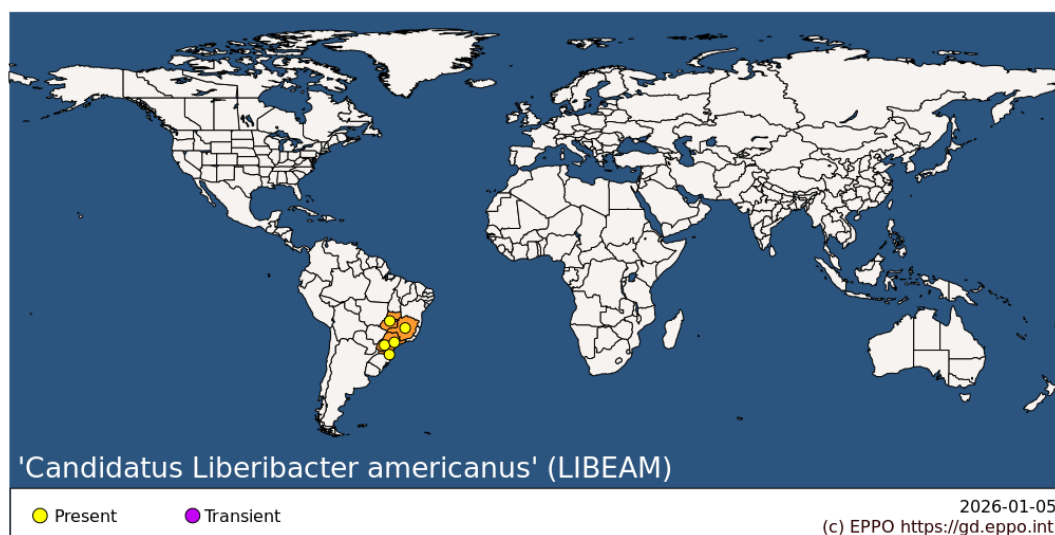 'Candidatus Liberibacter americanus' (LIBEAM)
Present
Transient
2026-01-05
(c) EPPO https://gd.eppo.int